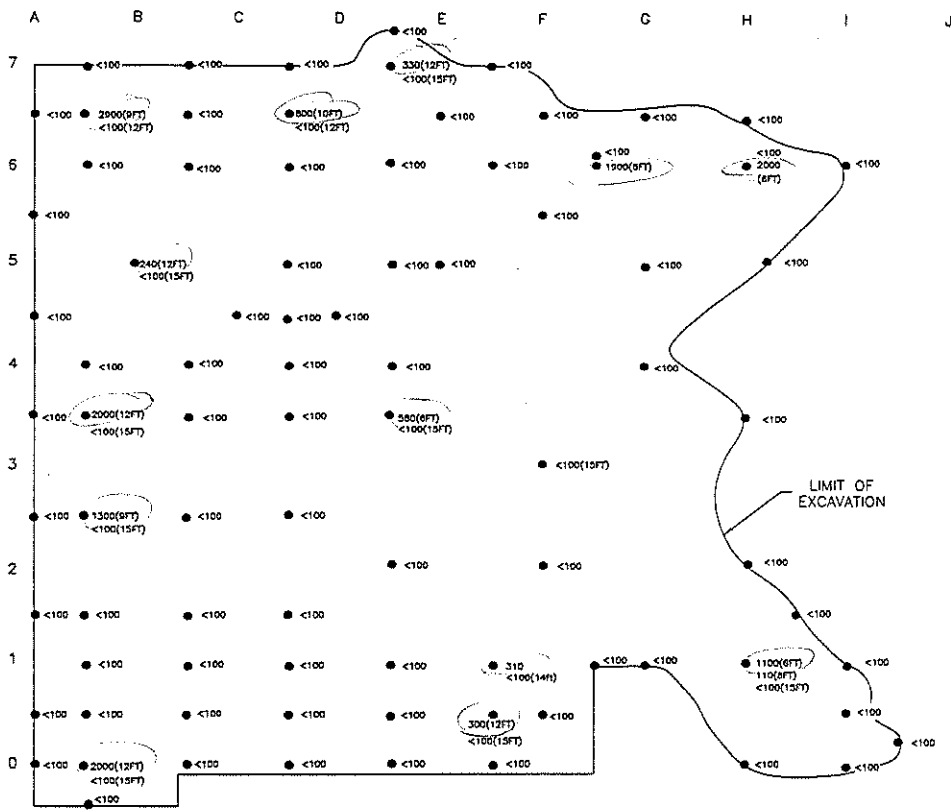 A B C D E F G H I J
<100
7 <100 <100 <100 330(12FT) <100
<100(15FT)
<100 2900(9FT) <100 800(10FT) <100 <100 <100 <100
<100(12FT) <100(12FT)
<100 <100
6 <100 <100 <100 <100 <100 1900(6FT) 2000 <100
(6FT)
<100 <100
5 240(12FT) <100 <100 <100 <100 <100
<100(15FT)
<100 <100 <100 <100
4 <100 <100 <100 <100 <100
<100 2000(12FT) <100 <100 580(6FT) <100
<100(15FT) <100(15FT)
3 <100(15FT)
LIMIT OF
EXCAVATION
<100 1300(9FT) <100 <100
<100(15FT)
2 <100 <100 <100
<100 <100 <100 <100 <100
1 <100 <100 <100 <100 310 <100 <100 1100(6FT) <100
<100(14ft) 110(8FT)
<100(15FT)
<100 <100 <100 <100 <100 300(12FT) <100 <100
<100(15FT)
<100
0 <100 2000(12FT) <100 <100 <100 <100 <100 <100
<100(15FT)
<100